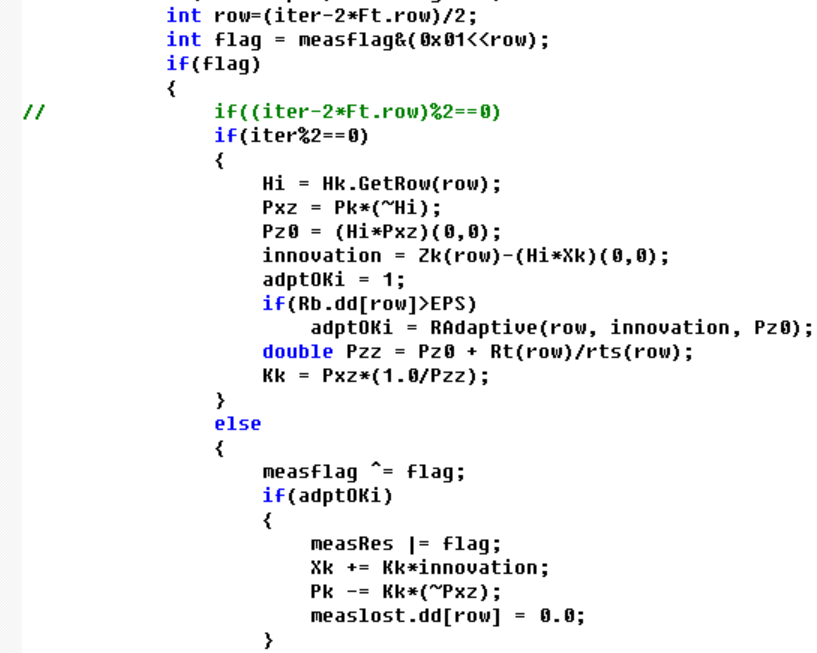 int row=(iter-2*Ft.row)/2;
int flag = measflag&(0x01<<row);
if(flag)
{
// if((iter-2*Ft.row)%2==0)
if(iter%2==0)
{
Hi = Hk.GetRow(row);
Pxz = Pk*(~Hi);
Pz0 = (Hi*Pxz)(0,0);
innovation = Zk(row)-(Hi*Xk)(0,0);
adptOKi = 1;
if(Rb.dd[row]>EPS)
adptOKi = RAdaptive(row, innovation, Pz0);
double Pzz = Pz0 + Rt(row)/rts(row);
Kk = Pxz*(1.0/Pzz);
}
else
{
measflag ^= flag;
if(adptOKi)
{
measRes |= flag;
Xk += Kk*innovation;
Pk -= Kk*(~Pxz);
measlost.dd[row] = 0.0;
}